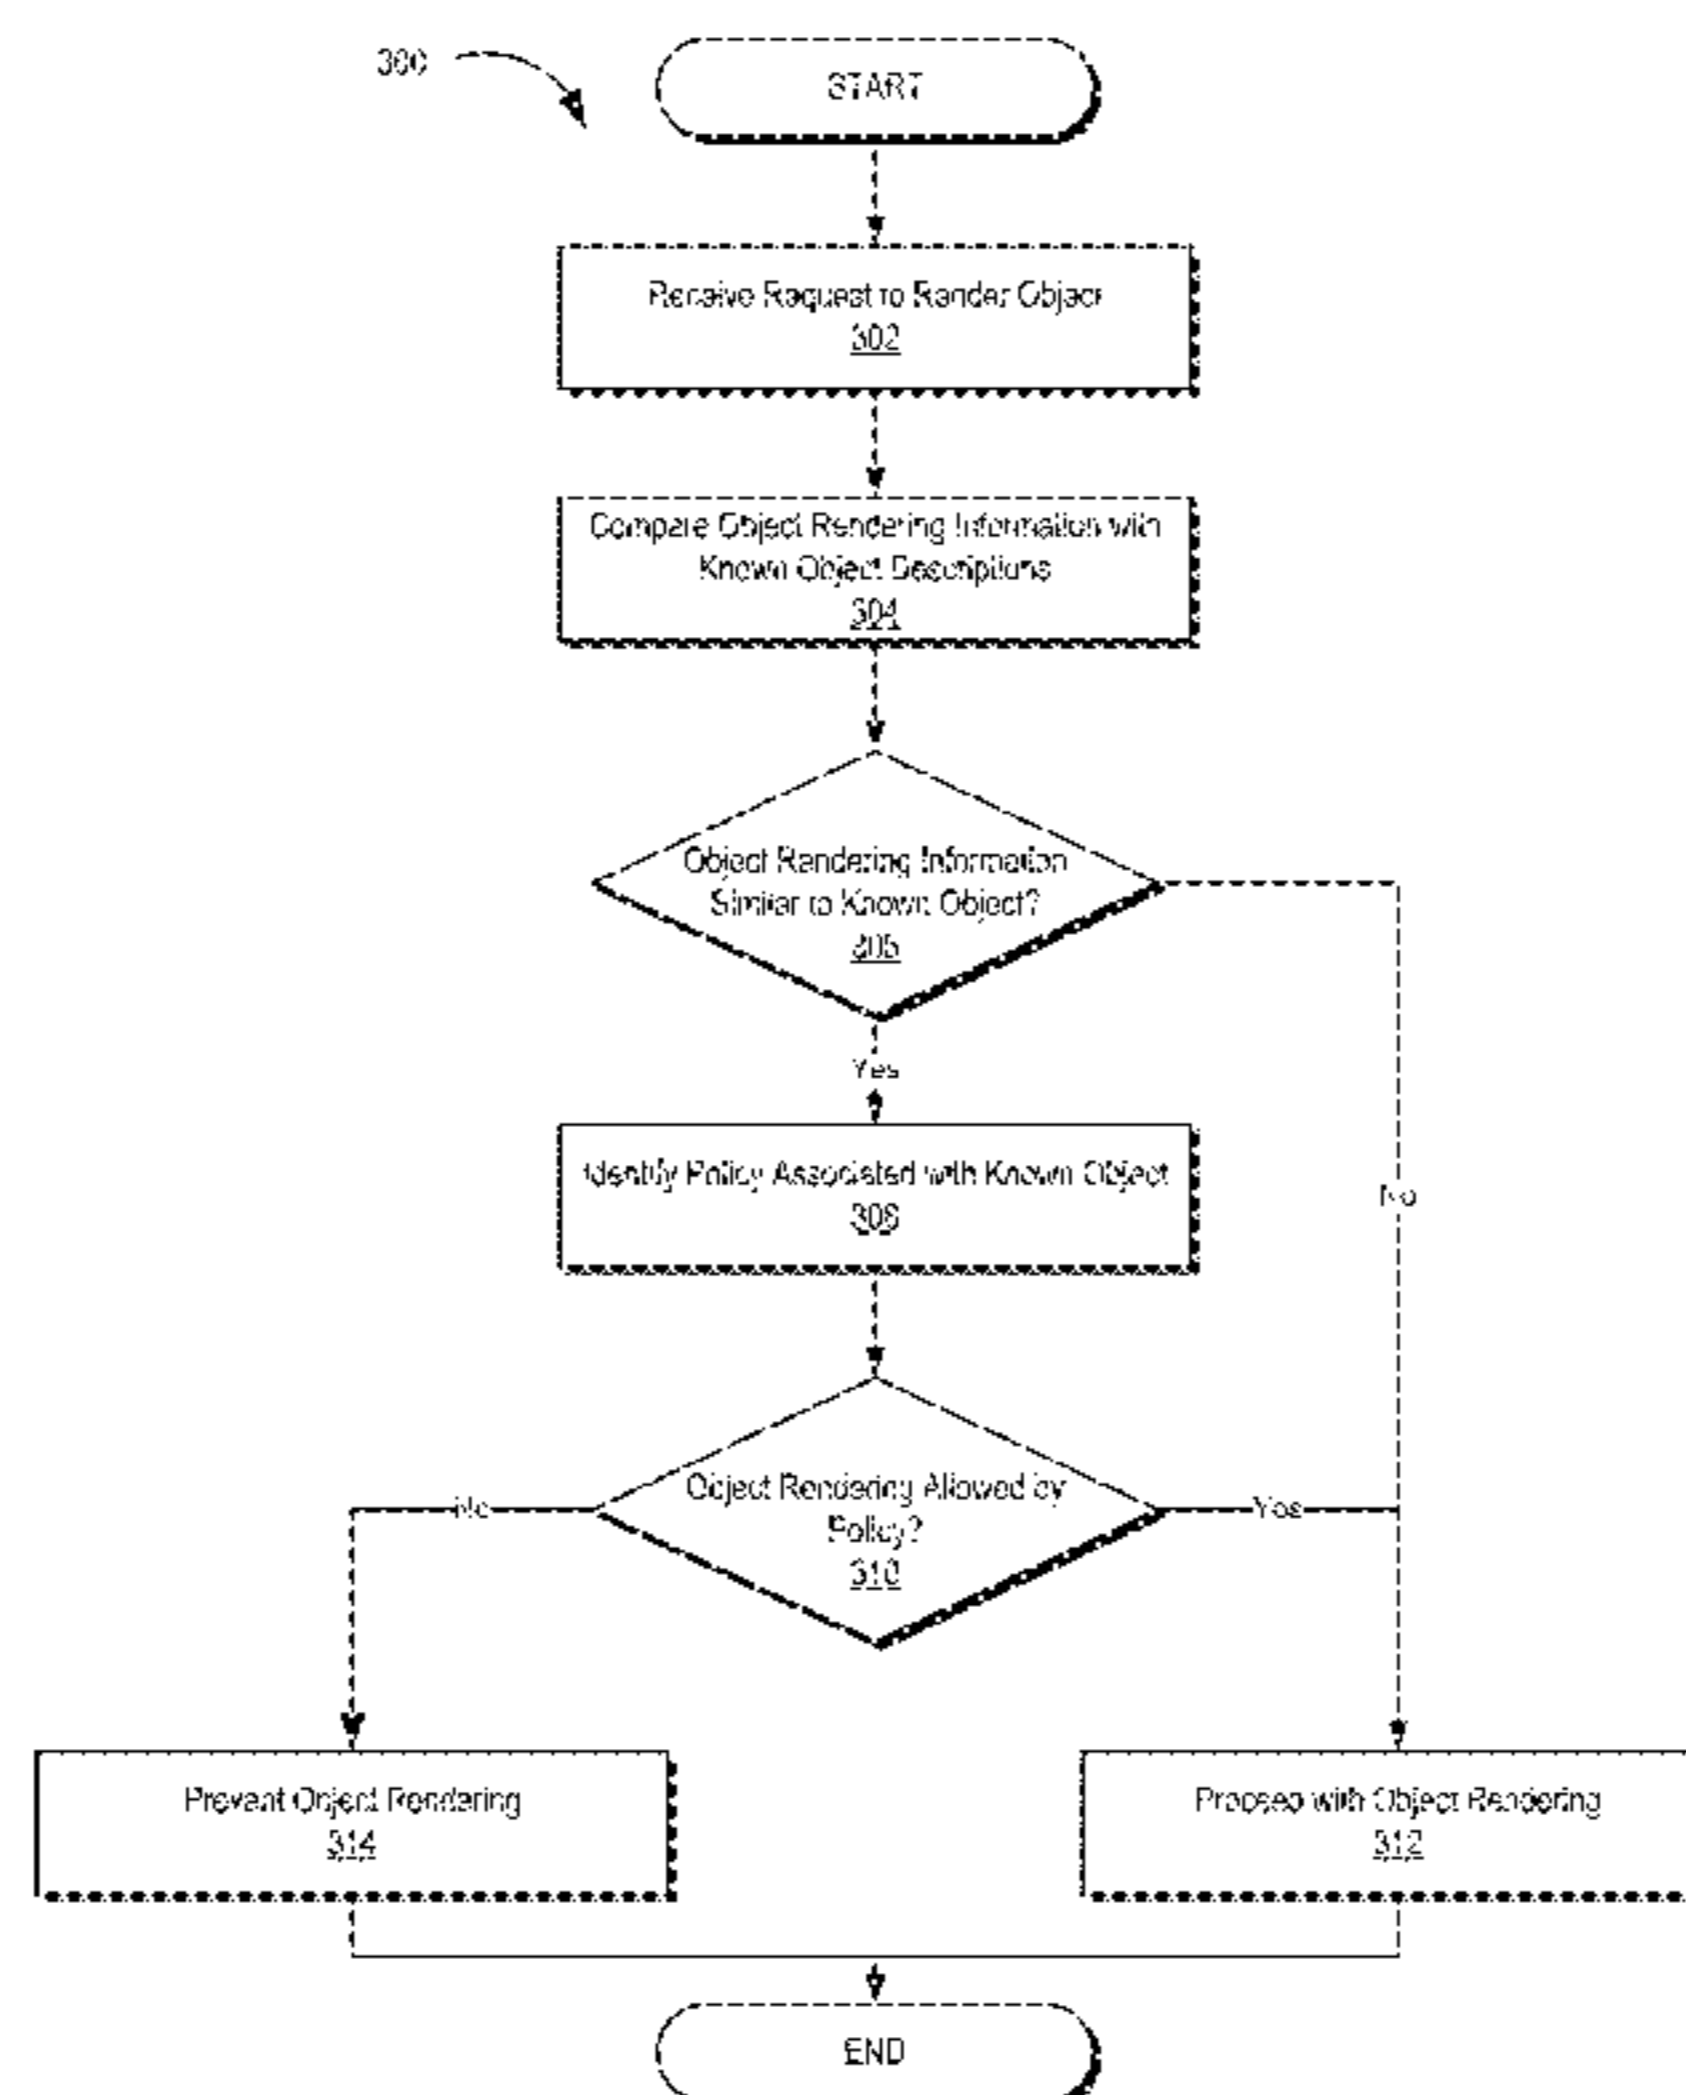 300
START
Receive Request to Render Object
302
Compare Object Rendering Information with
Known Object Descriptions
304
Object Rendering Information
Similar to Known Object?
Yes
Identify Policy Associated with Known Object
308
No
Object Rendering Allowed by
Policy?
310
No
Yes
Prevent Object Rendering
314
Proceed with Object Rendering
312
END